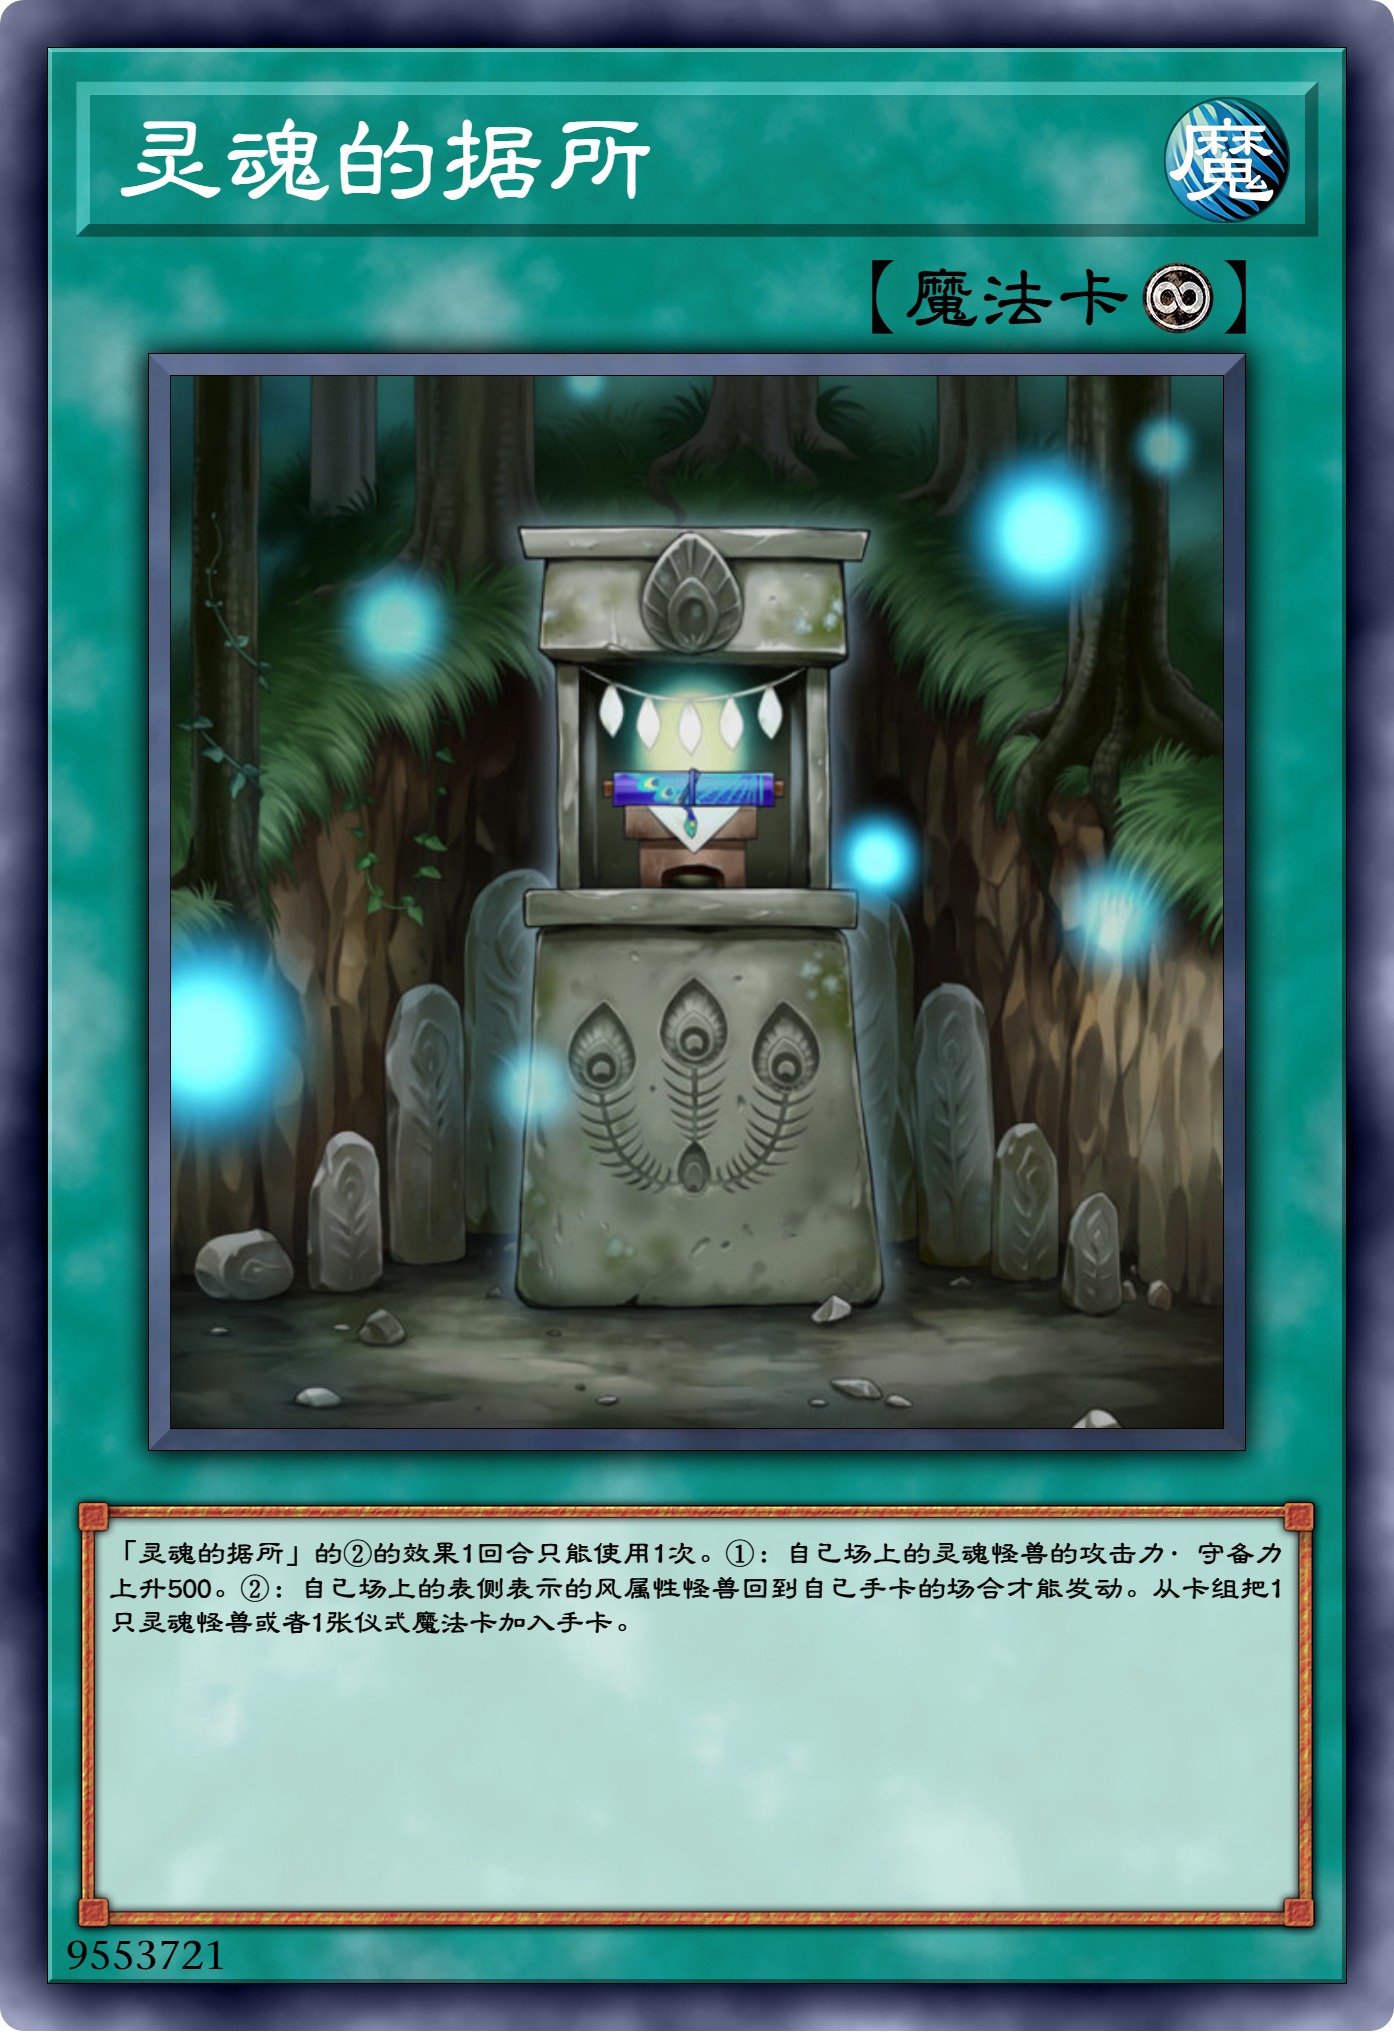 灵魂的据所
魔
【魔法卡】
「灵魂的据所」的②的效果1回合只能使用1次。①：自己场上的灵魂怪兽的攻击力·守备力
上升500。②：自己场上的表侧表示的风属性怪兽回到自己手卡的场合才能发动。从卡组把1
只灵魂怪兽或者1张仪式魔法卡加入手卡。
9553721